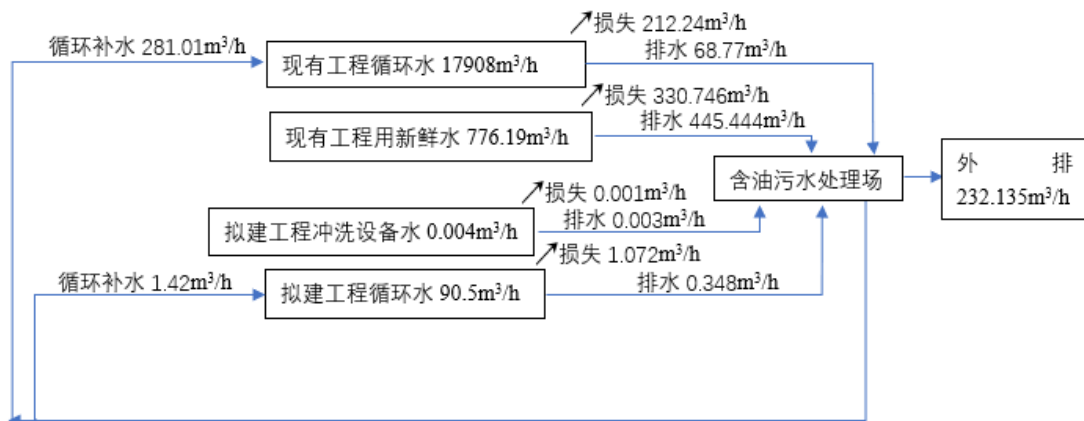 ↗损失 212.24m³/h
循环补水 281.01m³/h
排水 68.77m³/h
现有工程循环水 17908m³/h
↗损失 330.746m³/h
排水 445.444m³/h
现有工程用新鲜水 776.19m³/h
外 排
232.135m³/h
含油污水处理场
↗损失 0.001m³/h
排水 0.003m³/h
拟建工程冲洗设备水 0.004m³/h
↗损失 1.072m³/h
循环补水 1.42m³/h
排水 0.348m³/h
拟建工程循环水 90.5m³/h